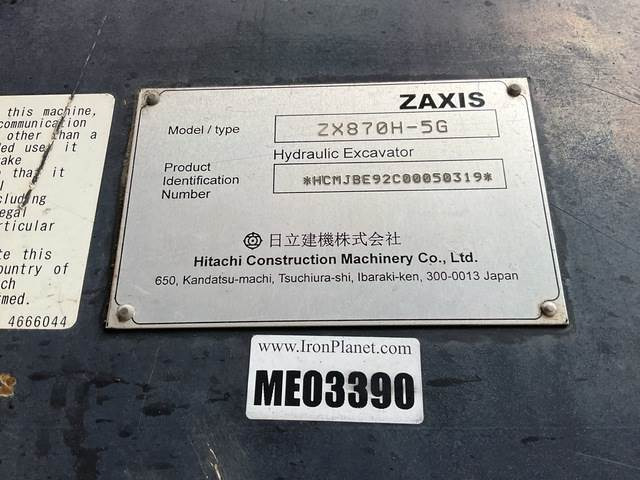 this machine,
communication
other than a
ed use, it
ake
that it
l
cluding
egal
rticular
te this
ountry of
ch
rmed.
4666044
ZAXIS
Model / type ZX870H-5G
Hydraulic Excavator
Product
Identification
Number
*HCMJBE92C00050319*
日立建機株式会社
Hitachi Construction Machinery Co., Ltd.
650, Kandatsu-machi, Tsuchiura-shi, Ibaraki-ken, 300-0013 Japan
www.IronPlanet.com
ME03390